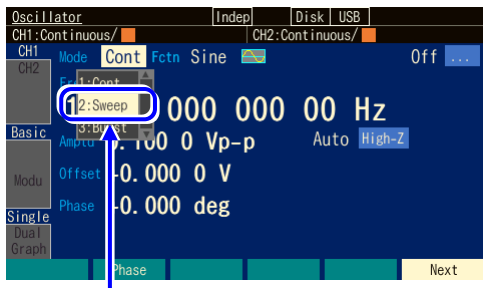 Oscillator Indep Disk USB
CH1:Continuous/ CH2:Continuous/
CH1 Mode Cont Fctn Sine Off ...
CH2
1:Cont
2:Sweep 000 000 00 Hz
3:Burst
Basic Amptd 0.100 0 Vp-p Auto High-Z
Modu Offset 0.000 0 V
Phase 0.000 deg
Single
Dual
Graph
Phase Next